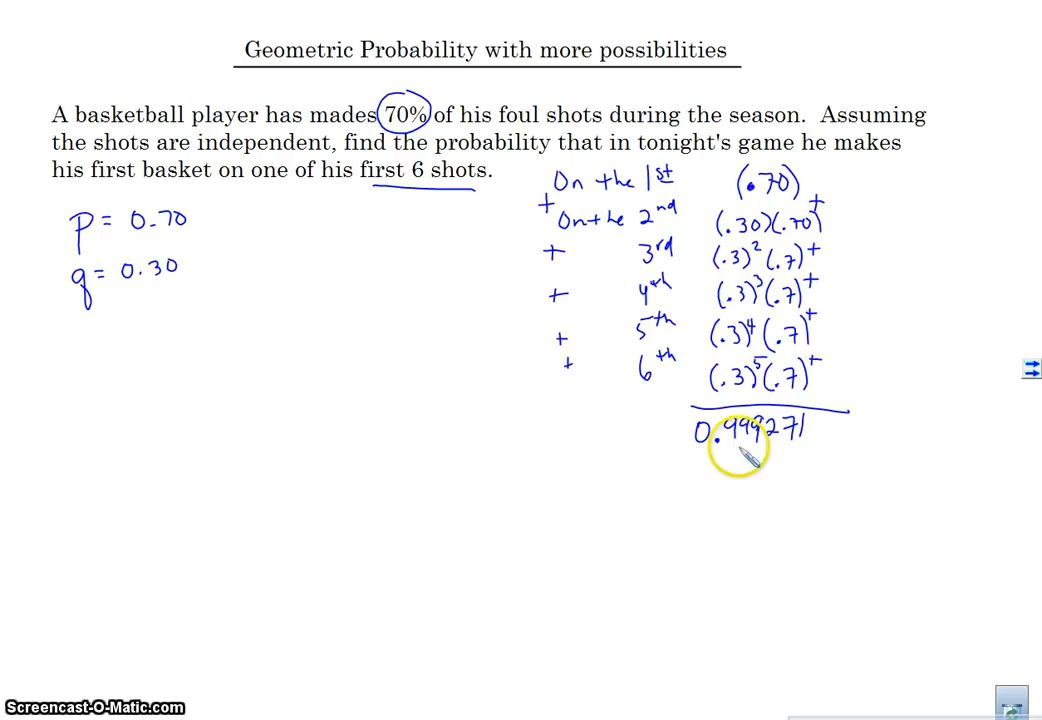 Geometric Probability with more possibilities
A basketball player has mades 70% of his foul shots during the season. Assuming
the shots are independent, find the probability that in tonight's game he makes
his first basket on one of his first 6 shots.
P = 0.70
q = 0.30
On the 1st (.70)
+ On the 2nd (.30)(.70) +
+ 3rd (.3)²(.7) +
+ 4th (.3)³(.7) +
+ 5th (.3)⁴(.7) +
+ 6th (.3)⁵(.7) +
0.999271
Screencast-O-Matic.com